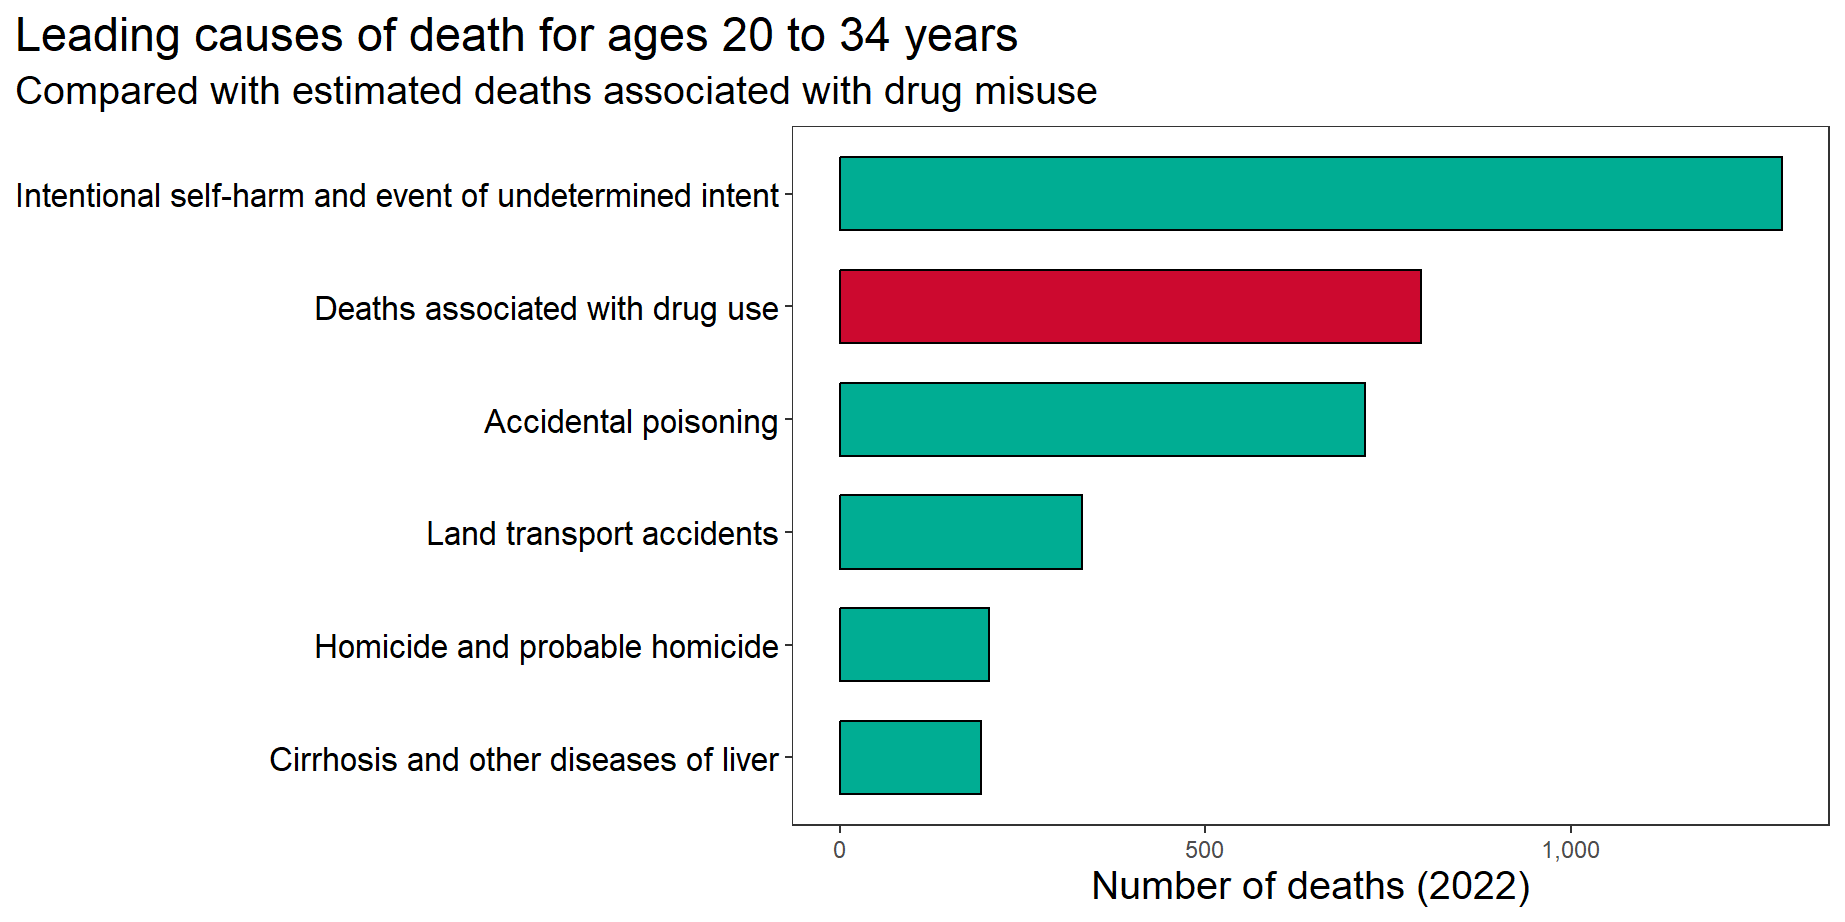 Leading causes of death for ages 20 to 34 years
Compared with estimated deaths associated with drug misuse
Intentional self-harm and event of undetermined intent
Deaths associated with drug use
Accidental poisoning
Land transport accidents
Homicide and probable homicide
Cirrhosis and other diseases of liver
0 500 1,000
Number of deaths (2022)